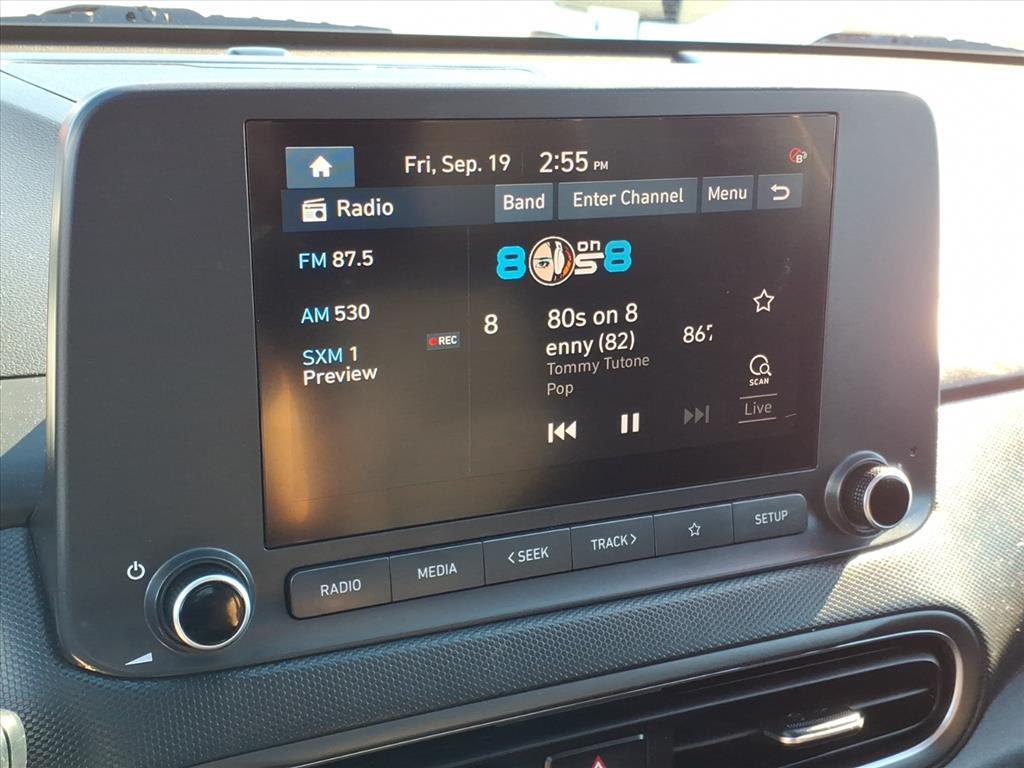 Fri, Sep. 19 2:55 PM
B
Radio Band Enter Channel Menu
80s on 8
FM 87.5
AM 530
REC
SXM 1
Preview
8
80s on 8
enny (82)
Tommy Tutone
Pop
SCAN
Live
RADIO MEDIA <SEEK TRACK> SETUP